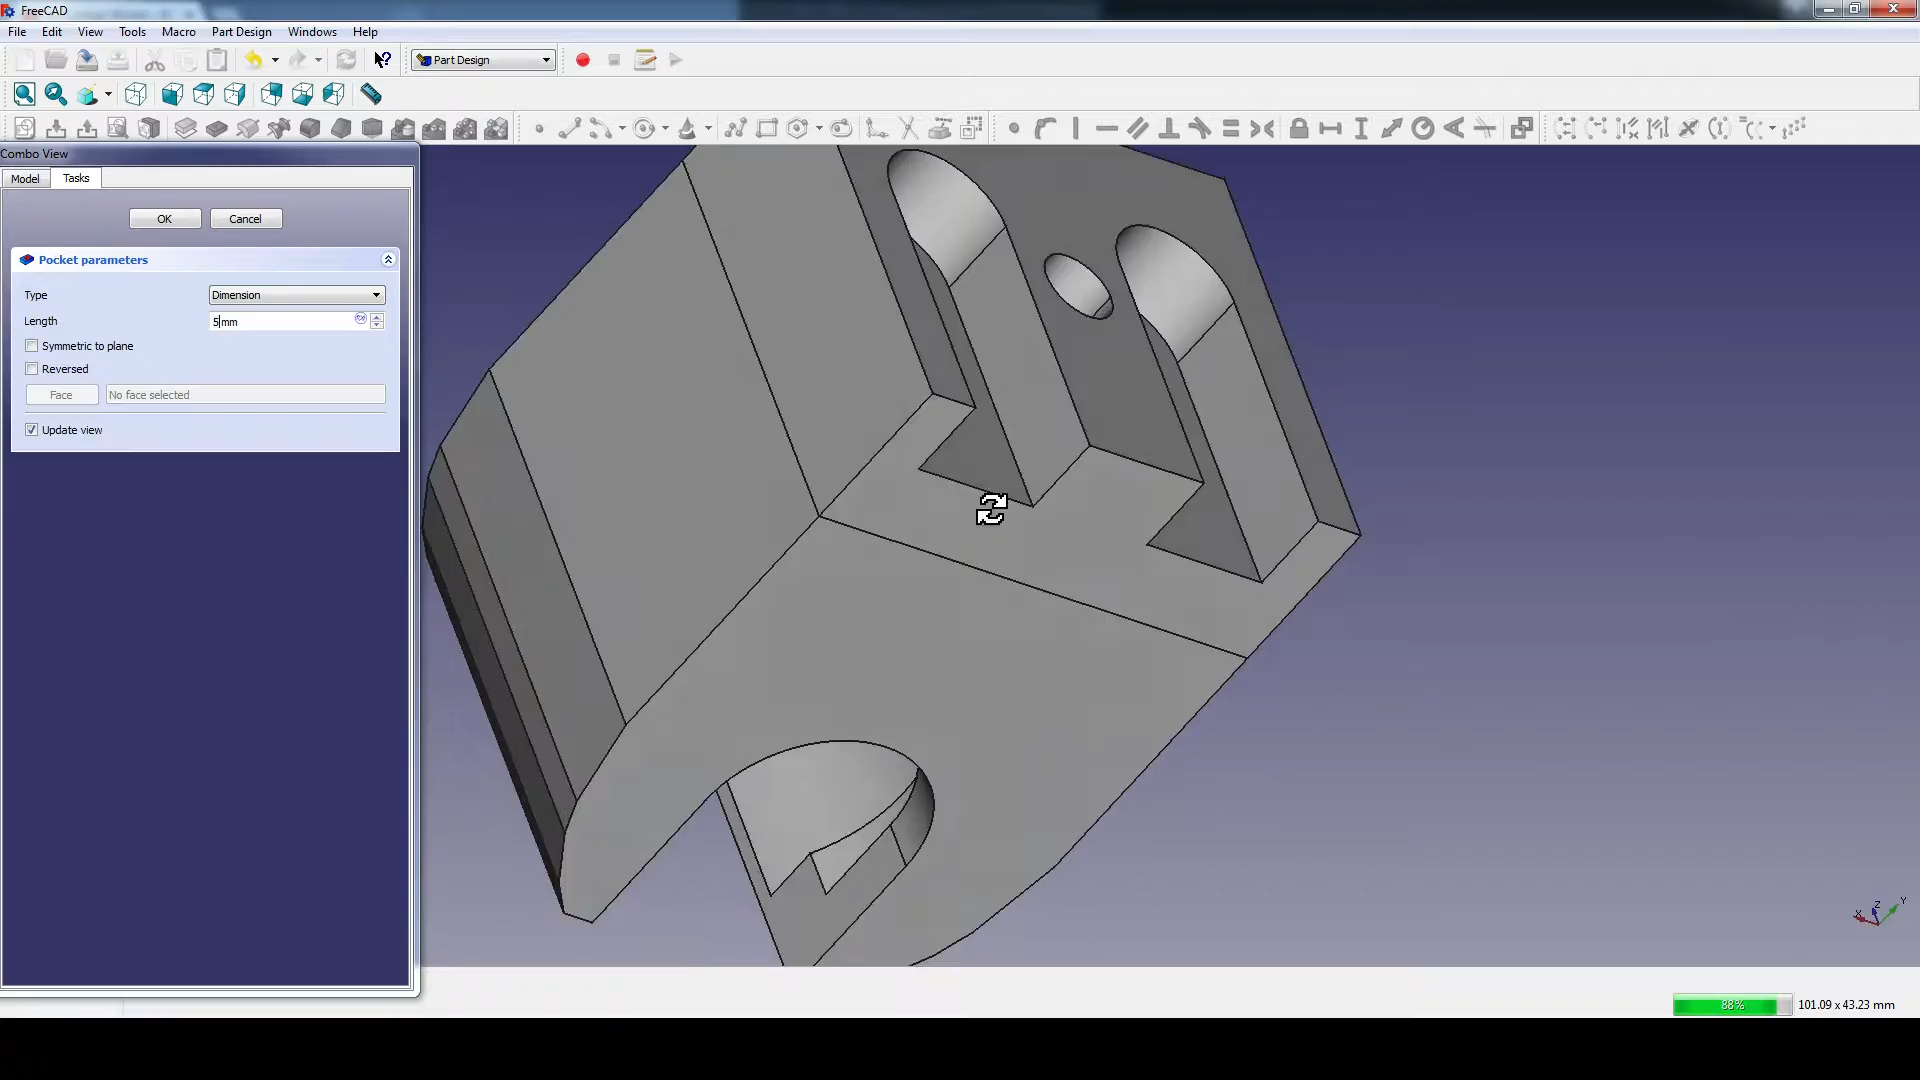 FreeCAD
File Edit View Tools Macro Part Design Windows Help
Part Design
Combo View
Model Tasks
OK Cancel
Pocket parameters
Type Dimension
Length 5mm
Symmetric to plane
Reversed
Face No face selected
Update view
X Z Y
88% 101.09 x 43.23 mm